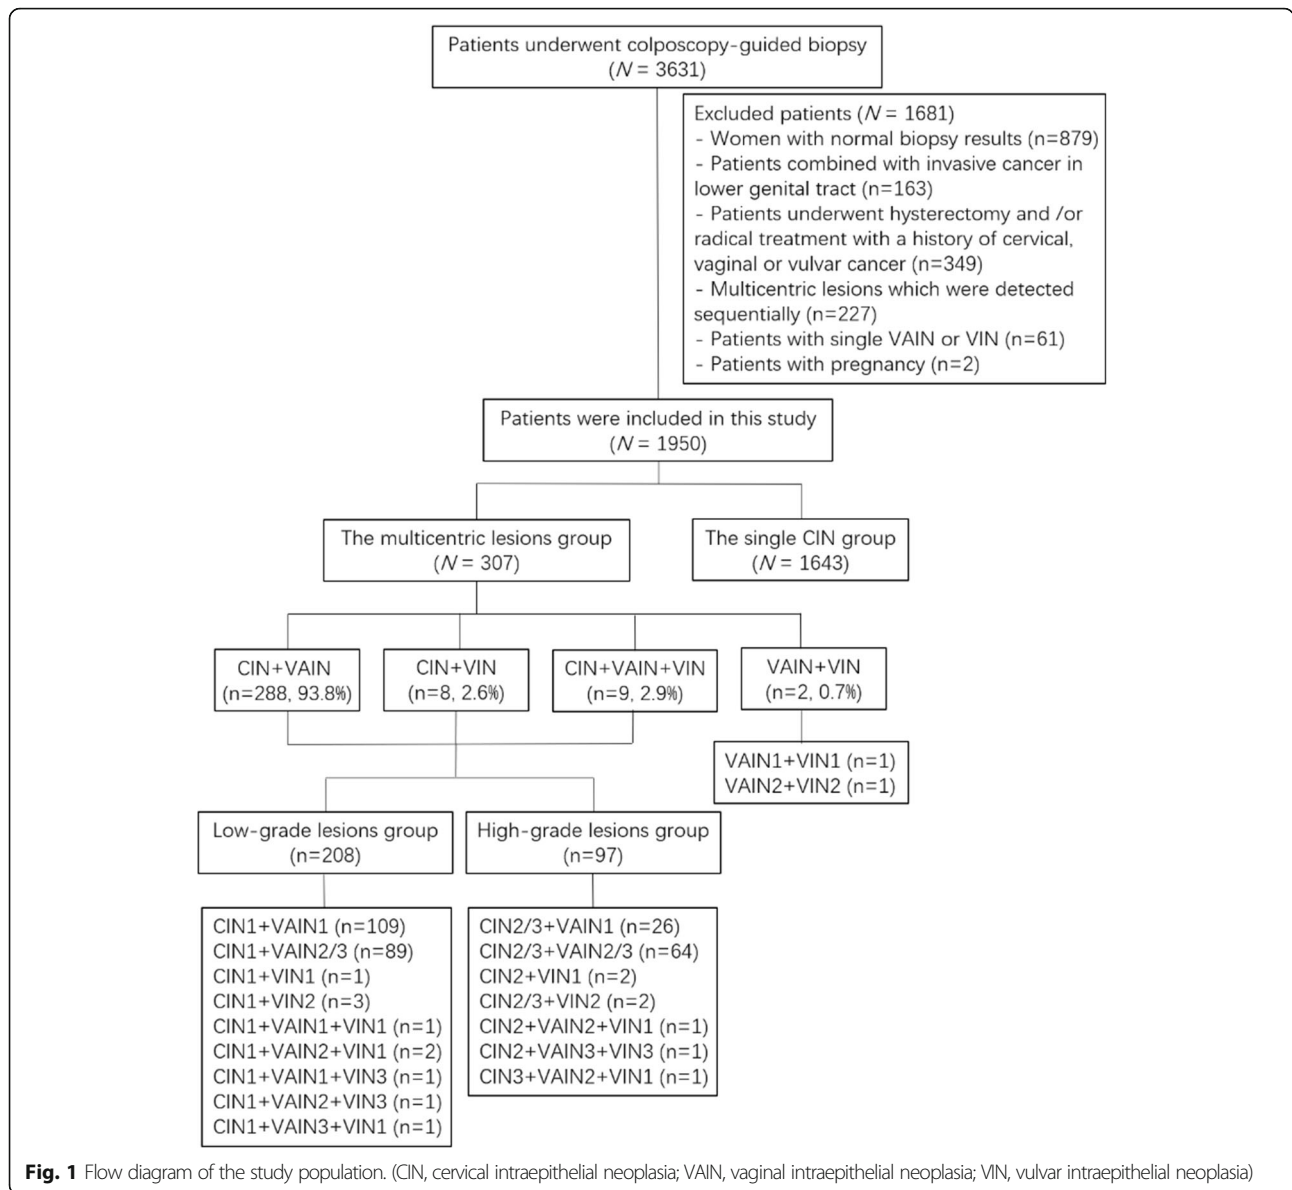 Patients underwent colposcopy-guided biopsy
(N = 3631)
Excluded patients (N = 1681)
- Women with normal biopsy results (n=879)
- Patients combined with invasive cancer in
lower genital tract (n=163)
- Patients underwent hysterectomy and /or
radical treatment with a history of cervical,
vaginal or vulvar cancer (n=349)
- Multicentric lesions which were detected
sequentially (n=227)
- Patients with single VAIN or VIN (n=61)
- Patients with pregnancy (n=2)
Patients were included in this study
(N = 1950)
The multicentric lesions group
(N = 307)
The single CIN group
(N = 1643)
CIN+VAIN
(n=288, 93.8%)
CIN+VIN
(n=8, 2.6%)
CIN+VAIN+VIN
(n=9, 2.9%)
VAIN+VIN
(n=2, 0.7%)
VAIN1+VIN1 (n=1)
VAIN2+VIN2 (n=1)
Low-grade lesions group
(n=208)
High-grade lesions group
(n=97)
CIN1+VAIN1 (n=109)
CIN1+VAIN2/3 (n=89)
CIN1+VIN1 (n=1)
CIN1+VIN2 (n=3)
CIN1+VAIN1+VIN1 (n=1)
CIN1+VAIN2+VIN1 (n=2)
CIN1+VAIN1+VIN3 (n=1)
CIN1+VAIN2+VIN3 (n=1)
CIN1+VAIN3+VIN1 (n=1)
CIN2/3+VAIN1 (n=26)
CIN2/3+VAIN2/3 (n=64)
CIN2+VIN1 (n=2)
CIN2/3+VIN2 (n=2)
CIN2+VAIN2+VIN1 (n=1)
CIN2+VAIN3+VIN3 (n=1)
CIN3+VAIN2+VIN1 (n=1)
Fig. 1 Flow diagram of the study population. (CIN, cervical intraepithelial neoplasia; VAIN, vaginal intraepithelial neoplasia; VIN, vulvar intraepithelial neoplasia)